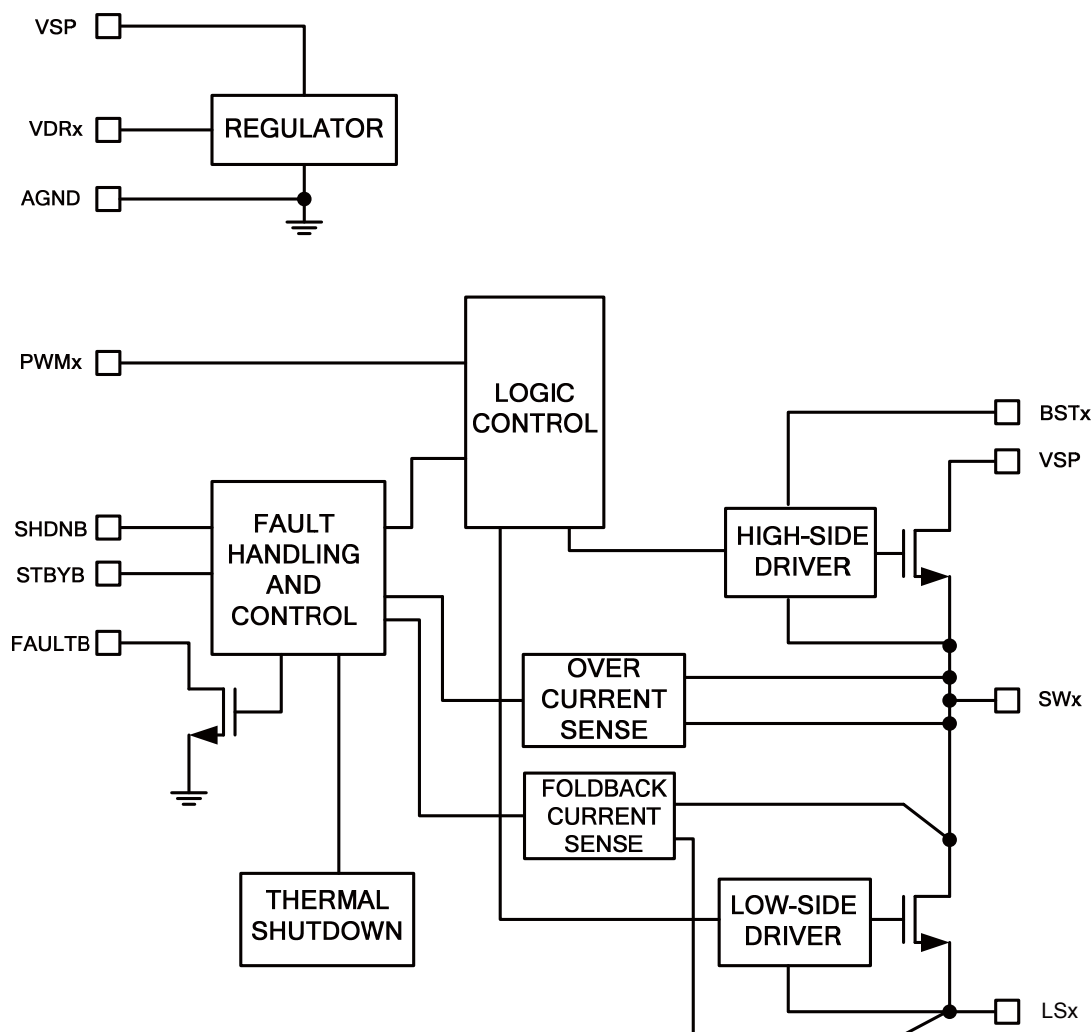 VSP
VDRx
REGULATOR
AGND
PWMx
LOGIC
CONTROL
BSTx
VSP
SHDNB
STBYB
FAULTB
FAULT
HANDLING
AND
CONTROL
HIGH-SIDE
DRIVER
OVER
CURRENT
SENSE
SWx
FOLDBACK
CURRENT
SENSE
THERMAL
SHUTDOWN
LOW-SIDE
DRIVER
LSx